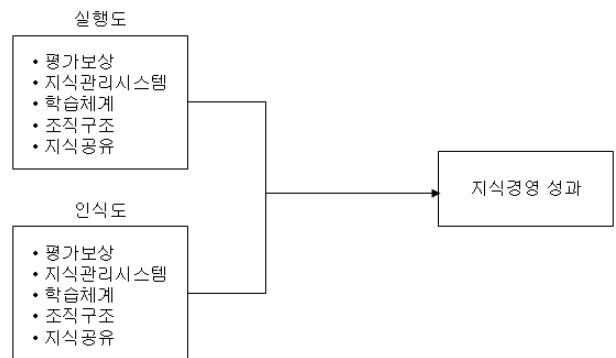 실행도
• 평가보상
• 지식관리시스템
• 학습체계
• 조직구조
• 지식공유
지식경영 성과
인식도
• 평가보상
• 지식관리시스템
• 학습체계
• 조직구조
• 지식공유